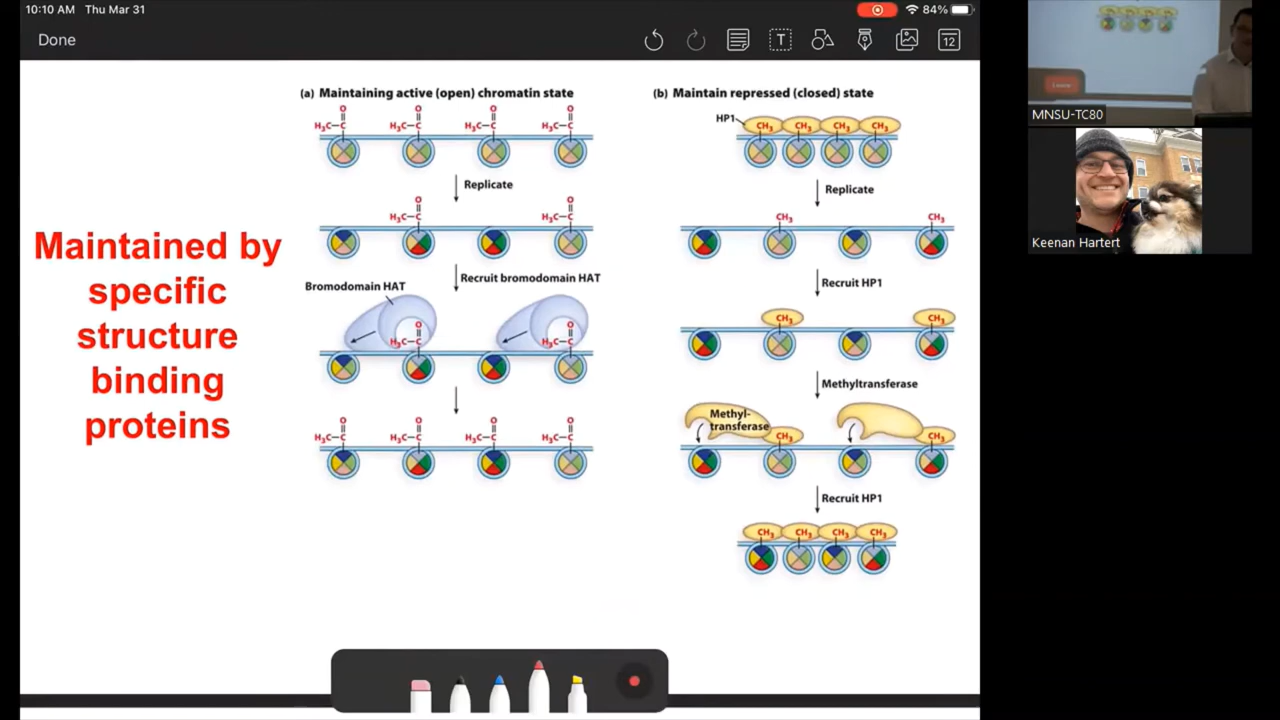 10:10 AM Thu Mar 31
84%
Done
T
12
Maintained by
specific
structure
binding
proteins
(a) Maintaining active (open) chromatin state
O
O
O
O
H₃C–C
H₃C–C
H₃C–C
H₃C–C
Replicate
O
O
H₃C–C
H₃C–C
Recruit bromodomain HAT
Bromodomain HAT
O
O
H₃C–C
H₃C–C
O
O
O
O
H₃C–C
H₃C–C
H₃C–C
H₃C–C
(b) Maintain repressed (closed) state
HP1
CH₃
CH₃
CH₃
CH₃
Replicate
CH₃
CH₃
Recruit HP1
CH₃
CH₃
Methyltransferase
Methyl-
transferase
CH₃
CH₃
Recruit HP1
CH₃
CH₃
CH₃
CH₃
Leave
MNSU-TC80
Keenan Hartert